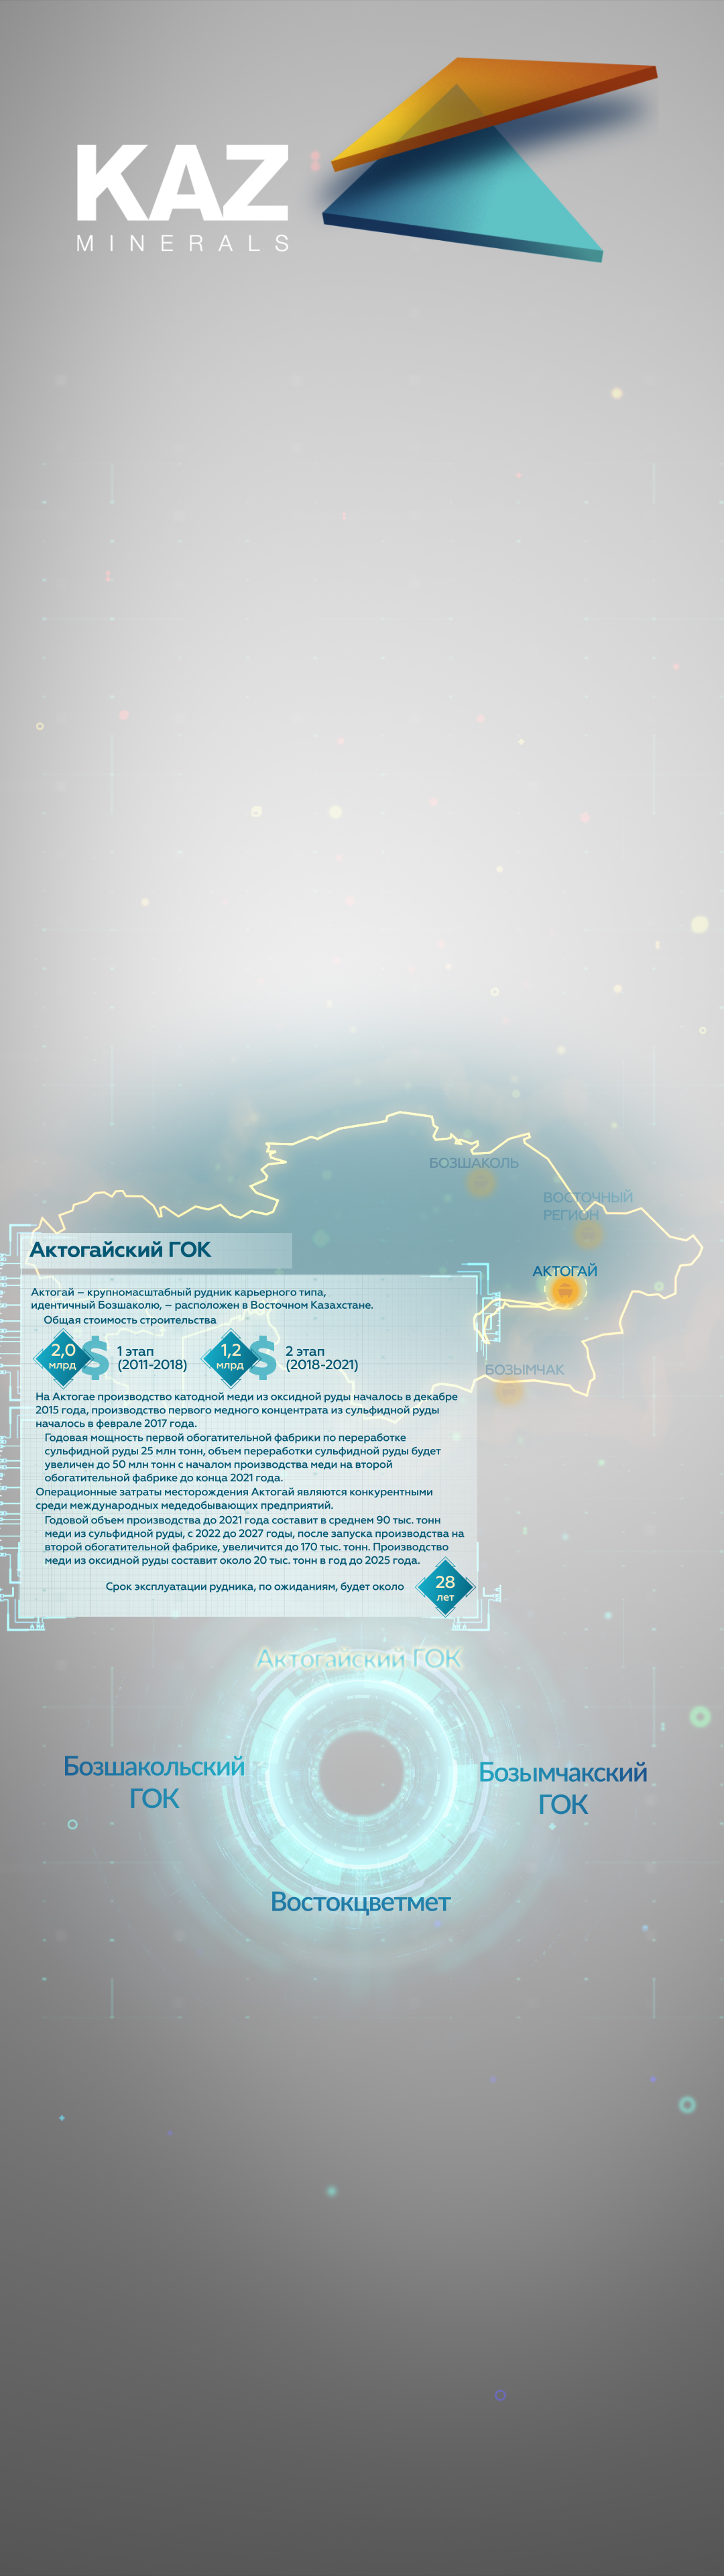 KAZ
MINERALS
БОЗШАКОЛЬ
ВОСТОЧНЫЙ
РЕГИОН
АКТОГАЙ
БОЗЫМЧАК
Актогайский ГОК
Актогай – крупномасштабный рудник карьерного типа,
идентичный Бозшаколю, – расположен в Восточном Казахстане.
Общая стоимость строительства
2,0
млрд
$
1 этап
(2011-2018)
1,2
млрд
$
2 этап
(2018-2021)
На Актогае производство катодной меди из оксидной руды началось в декабре
2015 года, производство первого медного концентрата из сульфидной руды
началось в феврале 2017 года.
Годовая мощность первой обогатительной фабрики по переработке
сульфидной руды 25 млн тонн, объем переработки сульфидной руды будет
увеличен до 50 млн тонн с началом производства меди на второй
обогатительной фабрике до конца 2021 года.
Операционные затраты месторождения Актогай являются конкурентными
среди международных медедобывающих предприятий.
Годовой объем производства до 2021 года составит в среднем 90 тыс. тонн
меди из сульфидной руды, с 2022 до 2027 годы, после запуска производства на
второй обогатительной фабрике, увеличится до 170 тыс. тонн. Производство
меди из оксидной руды составит около 20 тыс. тонн в год до 2025 года.
Срок эксплуатации рудника, по ожиданиям, будет около
28
лет
Актогайский ГОК
Бозшакольский
ГОК
Бозымчакский
ГОК
Востокцветмет